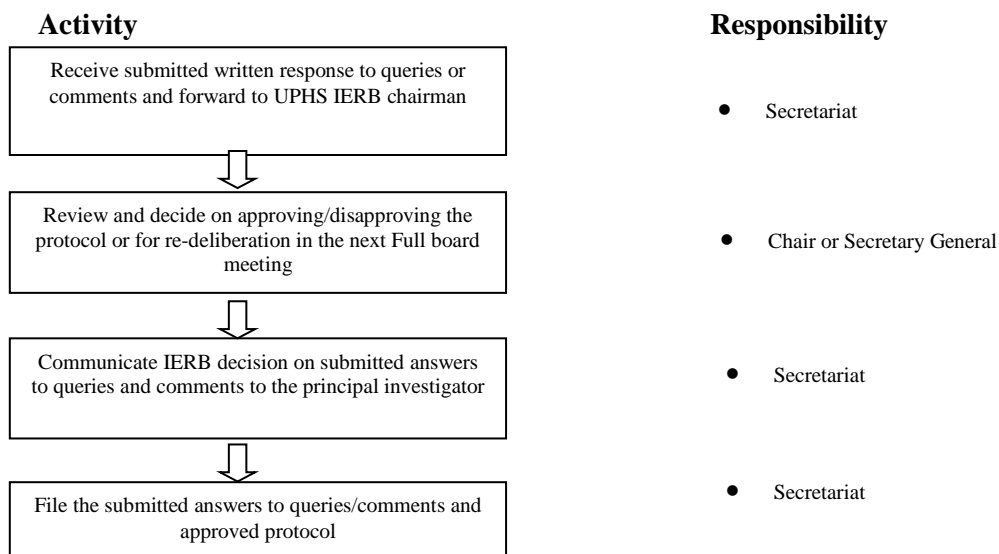 Activity
Responsibility
Receive submitted written response to queries or
comments and forward to UPHS IERB chairman
• Secretariat
Review and decide on approving/disapproving the
protocol or for re-deliberation in the next Full board
meeting
• Chair or Secretary General
Communicate IERB decision on submitted answers
to queries and comments to the principal investigator
• Secretariat
File the submitted answers to queries/comments and
approved protocol
• Secretariat